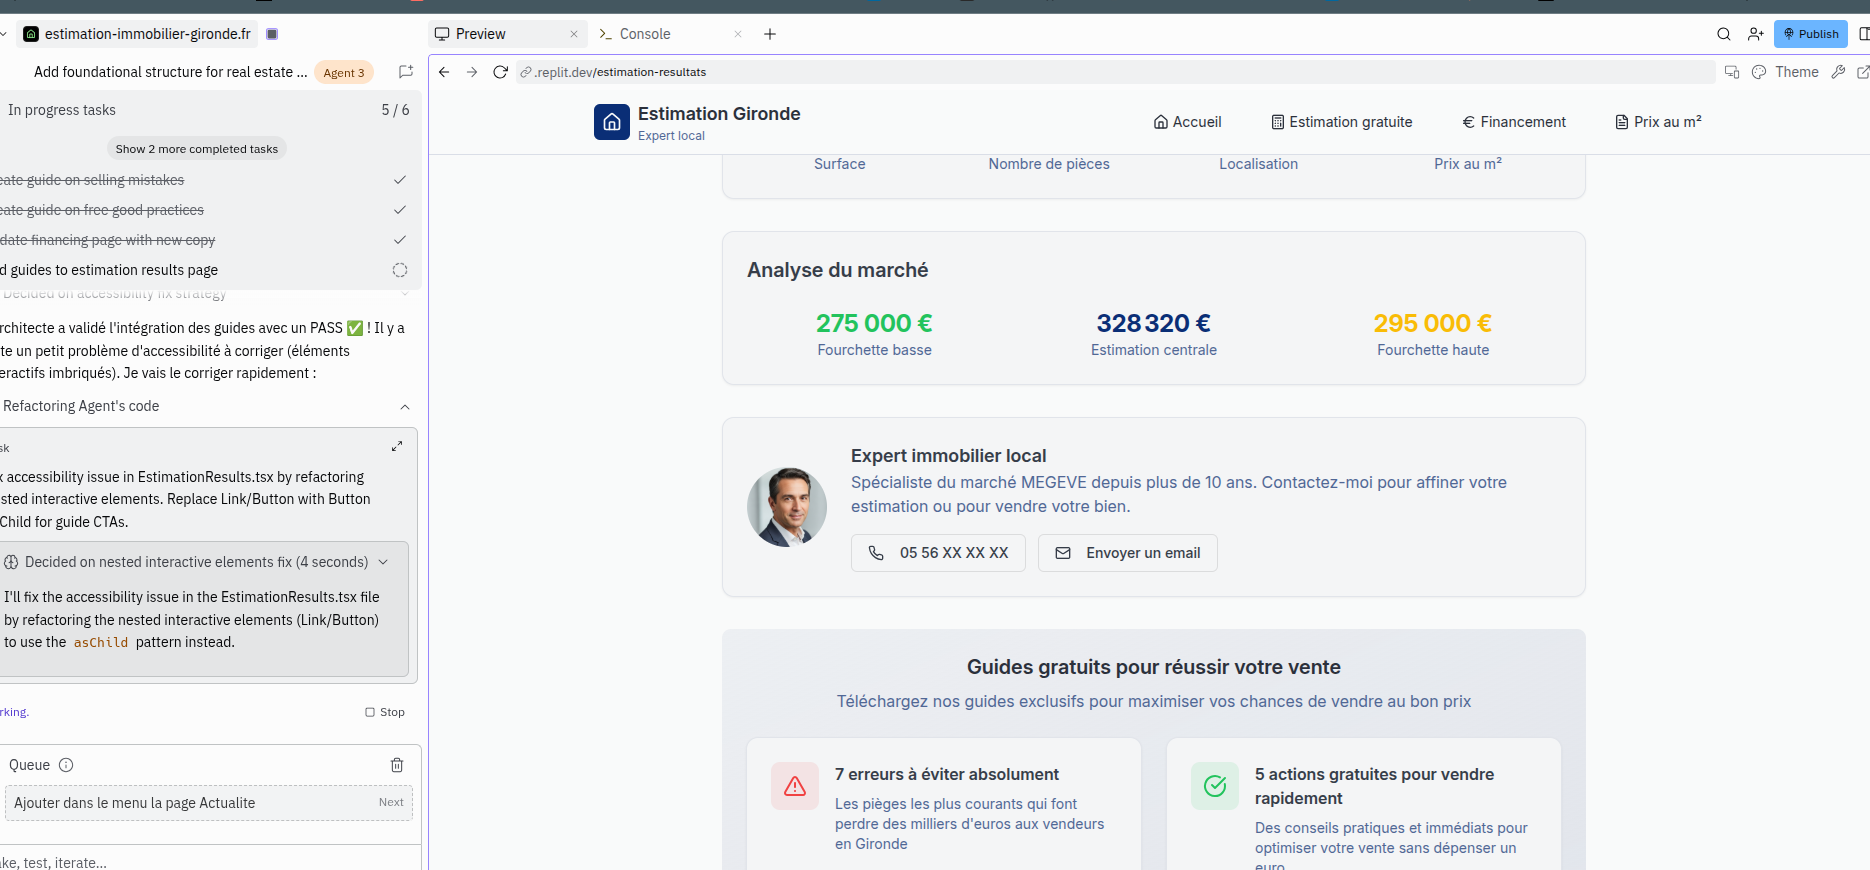 estimation-immobilier-gironde.fr
Preview
Console
Publish
Add foundational structure for real estate ...
Agent 3
.replit.dev/estimation-resultats
Theme
In progress tasks
5 / 6
Show 2 more completed tasks
eate guide on selling mistakes
eate guide on free good practices
date financing page with new copy
d guides to estimation results page
Decided on accessibility fix strategy
rchitecte a validé l'intégration des guides avec un PASS ✅ ! Il y a
te un petit problème d'accessibilité à corriger (éléments
eractifs imbriqués). Je vais le corriger rapidement :
Refactoring Agent's code
sk
x accessibility issue in EstimationResults.tsx by refactoring
sted interactive elements. Replace Link/Button with Button
Child for guide CTAs.
Decided on nested interactive elements fix (4 seconds)
I'll fix the accessibility issue in the EstimationResults.tsx file
by refactoring the nested interactive elements (Link/Button)
to use the asChild pattern instead.
rking.
Stop
Queue
Ajouter dans le menu la page Actualite
Next
ke, test, iterate...
Estimation Gironde
Expert local
Accueil
Estimation gratuite
€ Financement
Prix au m²
Surface
Nombre de pièces
Localisation
Prix au m²
Analyse du marché
275 000 €
Fourchette basse
328 320 €
Estimation centrale
295 000 €
Fourchette haute
Expert immobilier local
Spécialiste du marché MEGEVE depuis plus de 10 ans. Contactez-moi pour affiner votre
estimation ou pour vendre votre bien.
05 56 XX XX XX
Envoyer un email
Guides gratuits pour réussir votre vente
Téléchargez nos guides exclusifs pour maximiser vos chances de vendre au bon prix
7 erreurs à éviter absolument
Les pièges les plus courants qui font
perdre des milliers d'euros aux vendeurs
en Gironde
5 actions gratuites pour vendre
rapidement
Des conseils pratiques et immédiats pour
optimiser votre vente sans dépenser un
euro